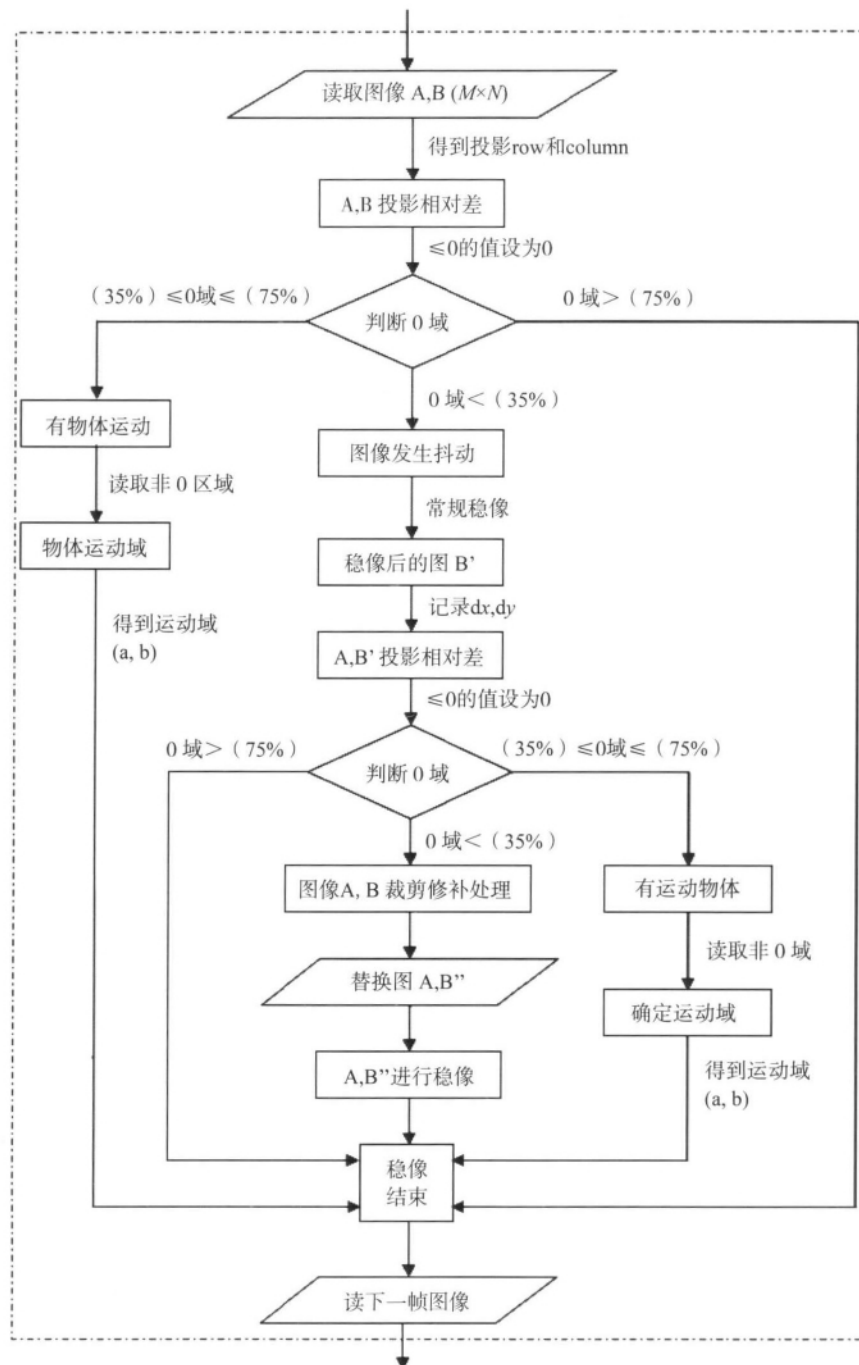 读取图像 A,B (M×N)
得到投影row和column
A,B 投影相对差
≤0的值设为0
（35%）≤0域≤（75%）
判断 0 域
0 域＞（75%）
0 域＜（35%）
有物体运动
图像发生抖动
读取非 0 区域
常规稳像
物体运动域
稳像后的图 B’
记录dx,dy
得到运动域
(a, b)
A,B’ 投影相对差
≤0的值设为0
0 域＞（75%）
（35%）≤0域≤（75%）
判断 0 域
0 域＜（35%）
图像A, B 裁剪修补处理
有运动物体
读取非 0 域
替换图 A,B’’
确定运动域
A,B’’进行稳像
得到运动域
(a, b)
稳像
结束
读下一帧图像